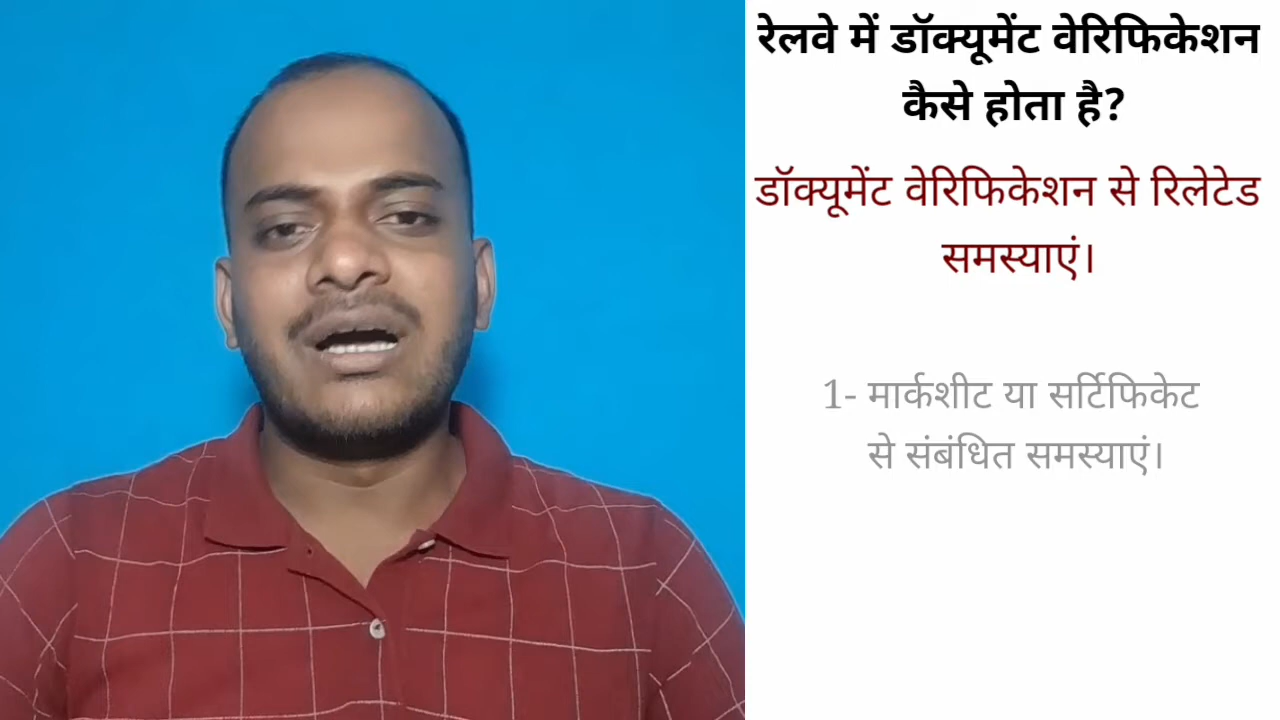 रेलवे में डॉक्यूमेंट वेरिफिकेशन
कैसे होता है?
डॉक्यूमेंट वेरिफिकेशन से रिलेटेड
समस्याएं।
1- मार्कशीट या सर्टिफिकेट
से संबंधित समस्याएं।